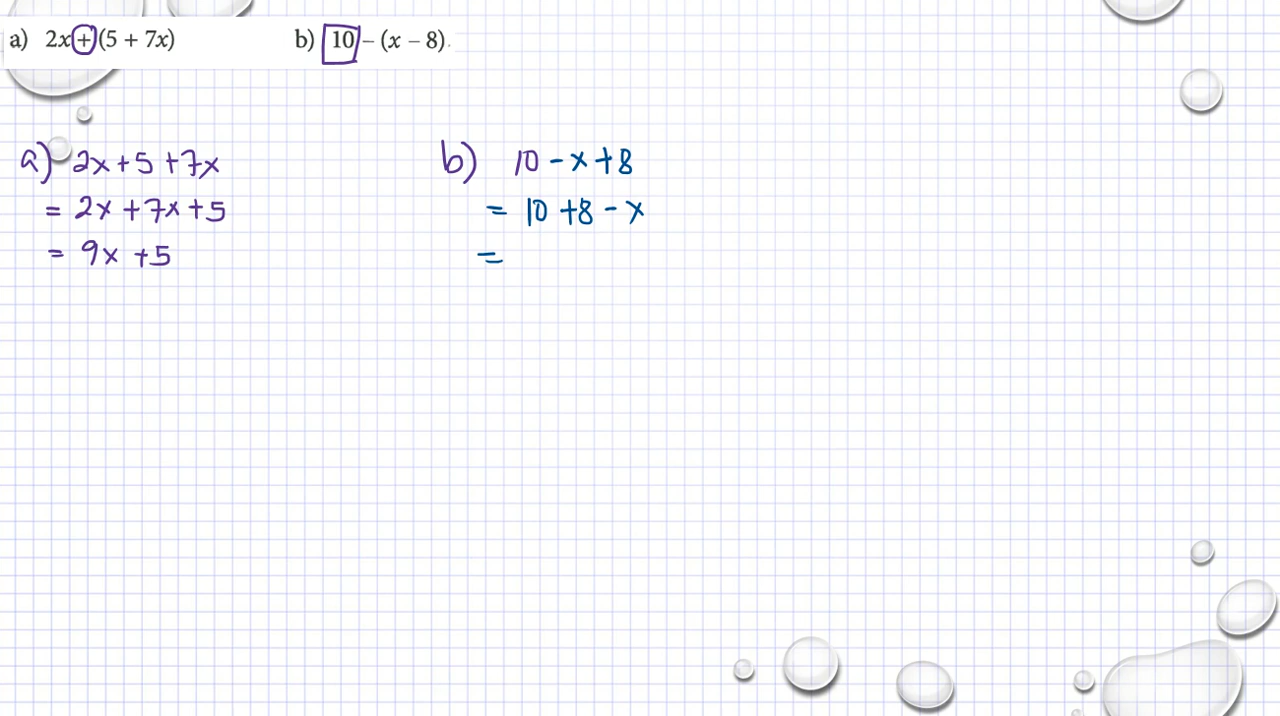 a) 2x + (5 + 7x) b) 10 – (x – 8).
a) 2x + 5 + 7x
= 2x + 7x + 5
= 9x + 5
b) 10 - x + 8
= 10 + 8 - x
=